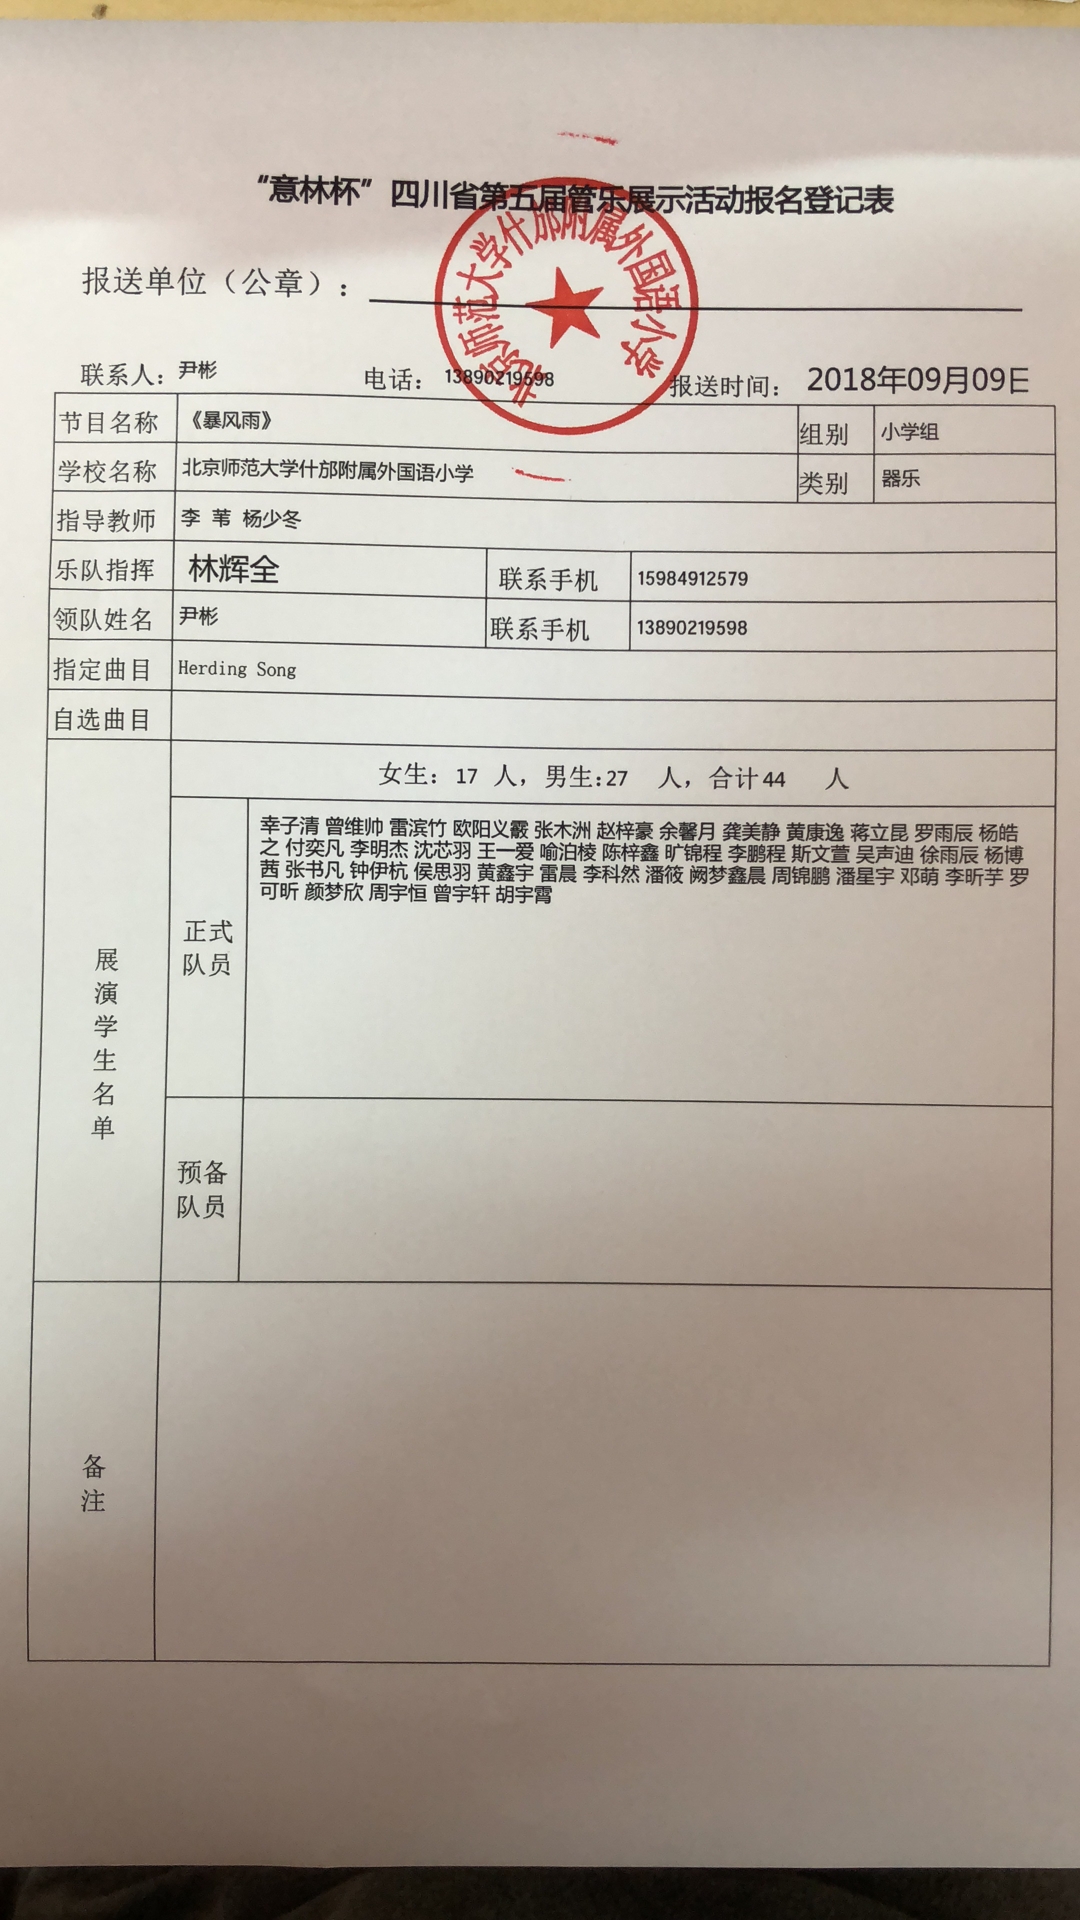 “意林杯”四川省第五届管乐展示活动报名登记表
北京师范大学什邡附属外国语小学
报送单位（公章）：
联系人：尹彬 电话：13890219598 报送时间：2018年09月09日
节目名称 《暴风雨》 组别 小学组
学校名称 北京师范大学什邡附属外国语小学 类别 器乐
指导教师 李 苇 杨少冬
乐队指挥 林辉全 联系手机 15984912579
领队姓名 尹彬 联系手机 13890219598
指定曲目 Herding Song
自选曲目
女生：17 人，男生:27 人，合计44 人
展演学生名单
正式队员
幸子清 曾维帅 雷滨竹 欧阳义霰 张木洲 赵梓豪 余馨月 龚美静 黄康逸 蒋立昆 罗雨辰 杨皓
之 付奕凡 李明杰 沈芯羽 王一爱 喻泊棱 陈梓鑫 旷锦程 李鹏程 斯文萱 吴声迪 徐雨辰 杨博
茜 张书凡 钟伊杭 侯思羽 黄鑫宇 雷晨 李科然 潘筱 阙梦鑫晨 周锦鹏 潘星宇 邓萌 李昕芋 罗
可昕 颜梦欣 周宇恒 曾宇轩 胡宇霄
预备队员
备注